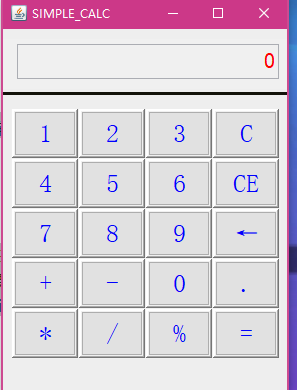 SIMPLE_CALC
0
1 2 3 C
4 5 6 CE
7 8 9 ←
+ - 0 .
* / % =